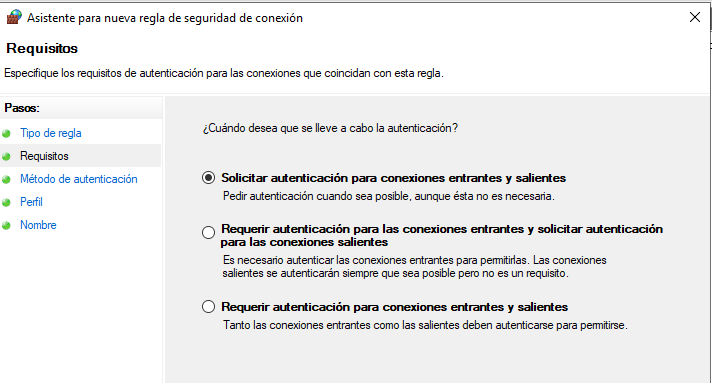 Asistente para nueva regla de seguridad de conexión
Requisitos
Especifique los requisitos de autenticación para las conexiones que coincidan con esta regla.
Pasos:
Tipo de regla
Requisitos
Método de autenticación
Perfil
Nombre
¿Cuándo desea que se lleve a cabo la autenticación?
Solicitar autenticación para conexiones entrantes y salientes
Pedir autenticación cuando sea posible, aunque ésta no es necesaria.
Requerir autenticación para las conexiones entrantes y solicitar autenticación
para las conexiones salientes
Es necesario autenticar las conexiones entrantes para permitirlas. Las conexiones
salientes se autenticarán siempre que sea posible pero no es un requisito.
Requerir autenticación para conexiones entrantes y salientes
Tanto las conexiones entrantes como las salientes deben autenticarse para permitirse.